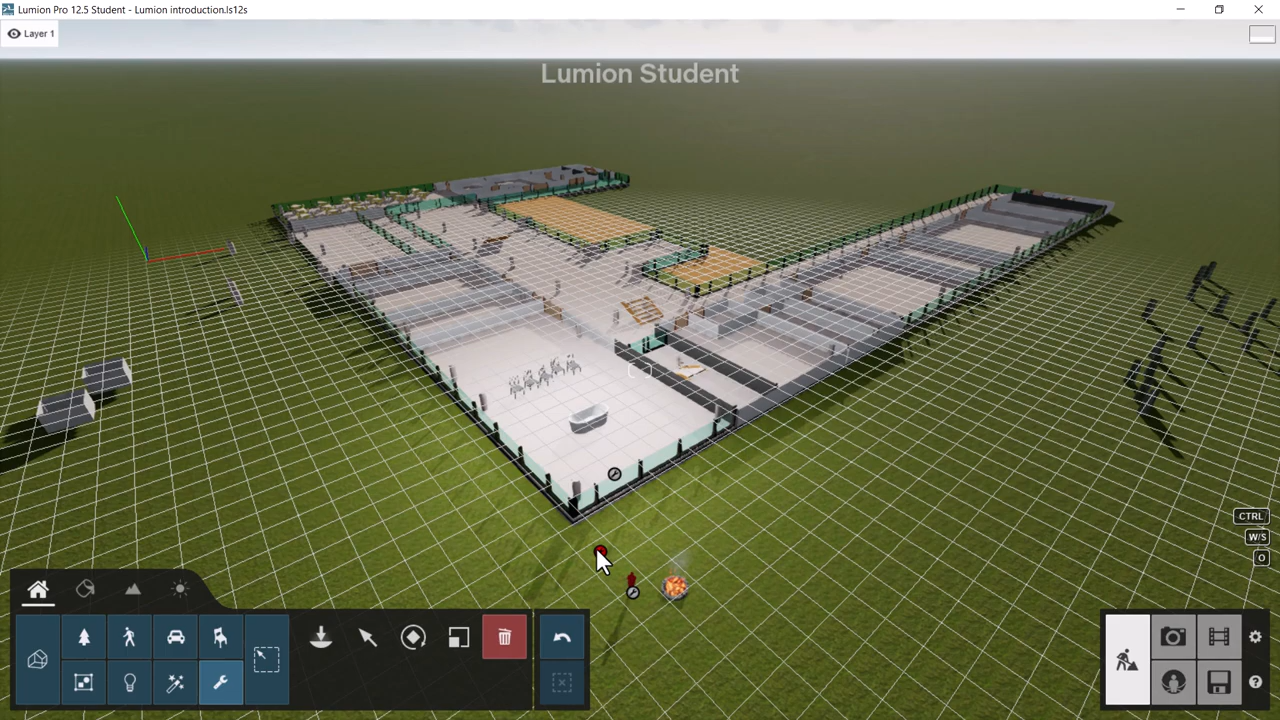 Lumion Pro 12.5 Student - Lumion introduction.ls12s
Layer 1
Lumion Student
CTRL
W/S
O